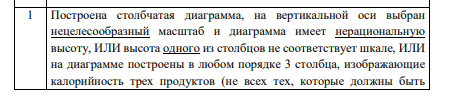 1 Построена столбчатая диаграмма, на вертикальной оси выбран
нецелесообразный масштаб и диаграмма имеет нерациональную
высоту, ИЛИ высота одного из столбцов не соответствует шкале, ИЛИ
на диаграмме построены в любом порядке 3 столбца, изображающие
калорийность трех продуктов (не всех тех, которые должны быть